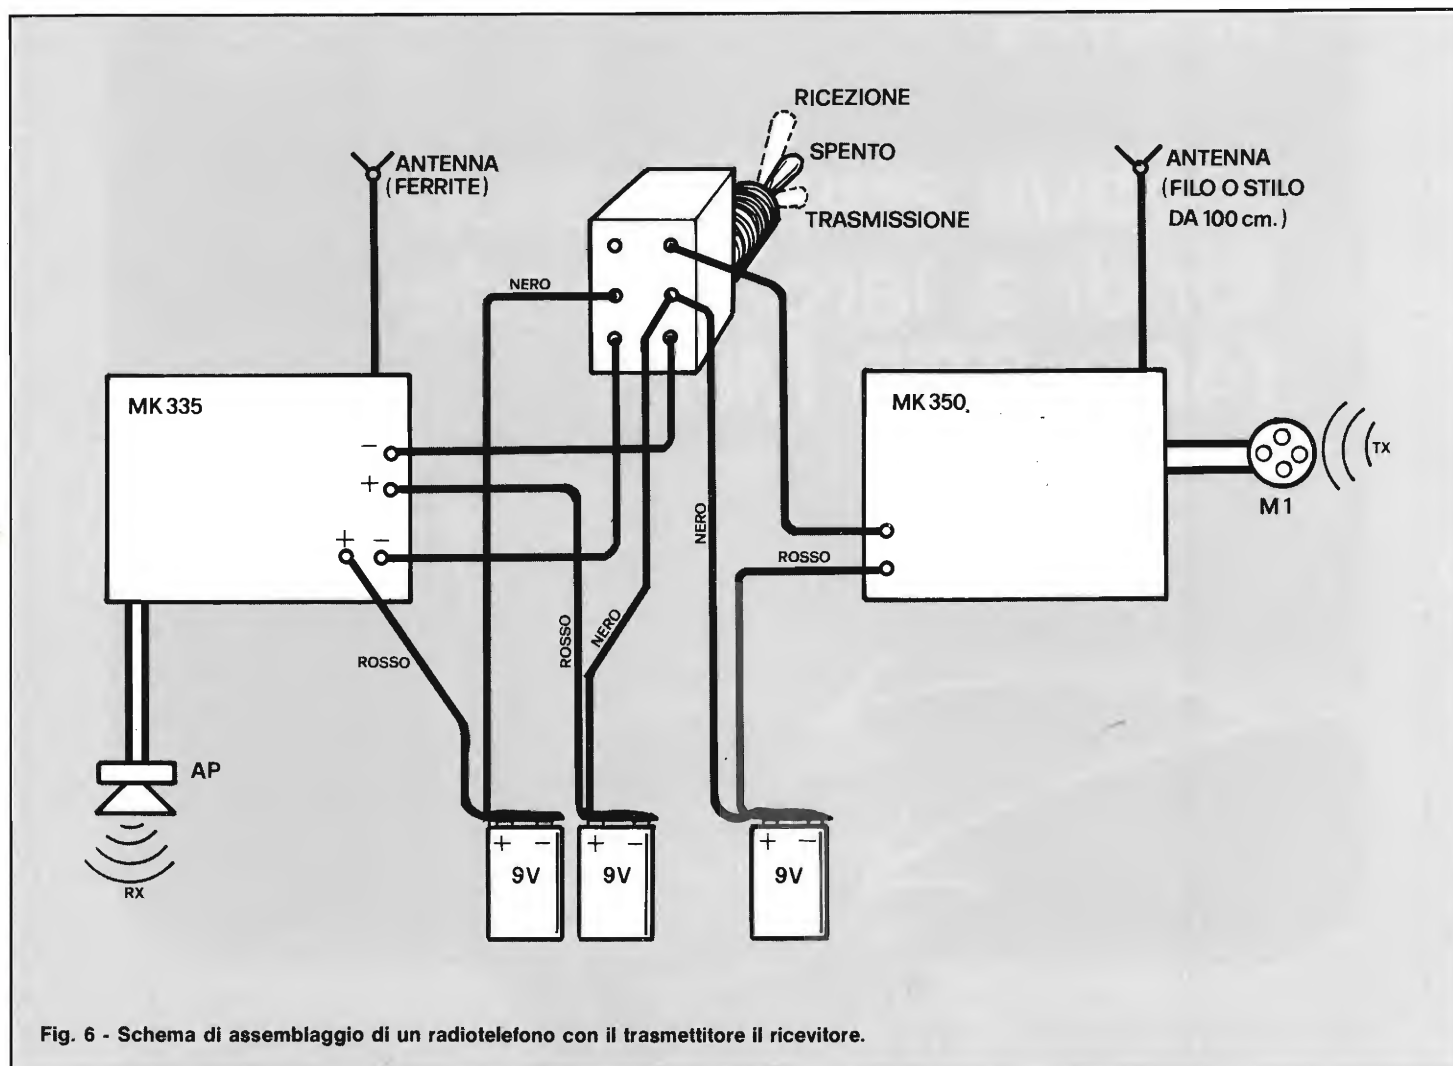 RICEZIONE
SPENTO
TRASMISSIONE
ANTENNA
(FERRITE)
ANTENNA
(FILO O STILO
DA 100 cm.)
NERO
MK 335
-
+
+ -
MK 350.
TX
M 1
NERO
ROSSO
ROSSO
NERO
ROSSO
AP
RX
+ -
9V
+ -
9V
+ -
9V
Fig. 6 - Schema di assemblaggio di un radiotelefono con il trasmettitore il ricevitore.